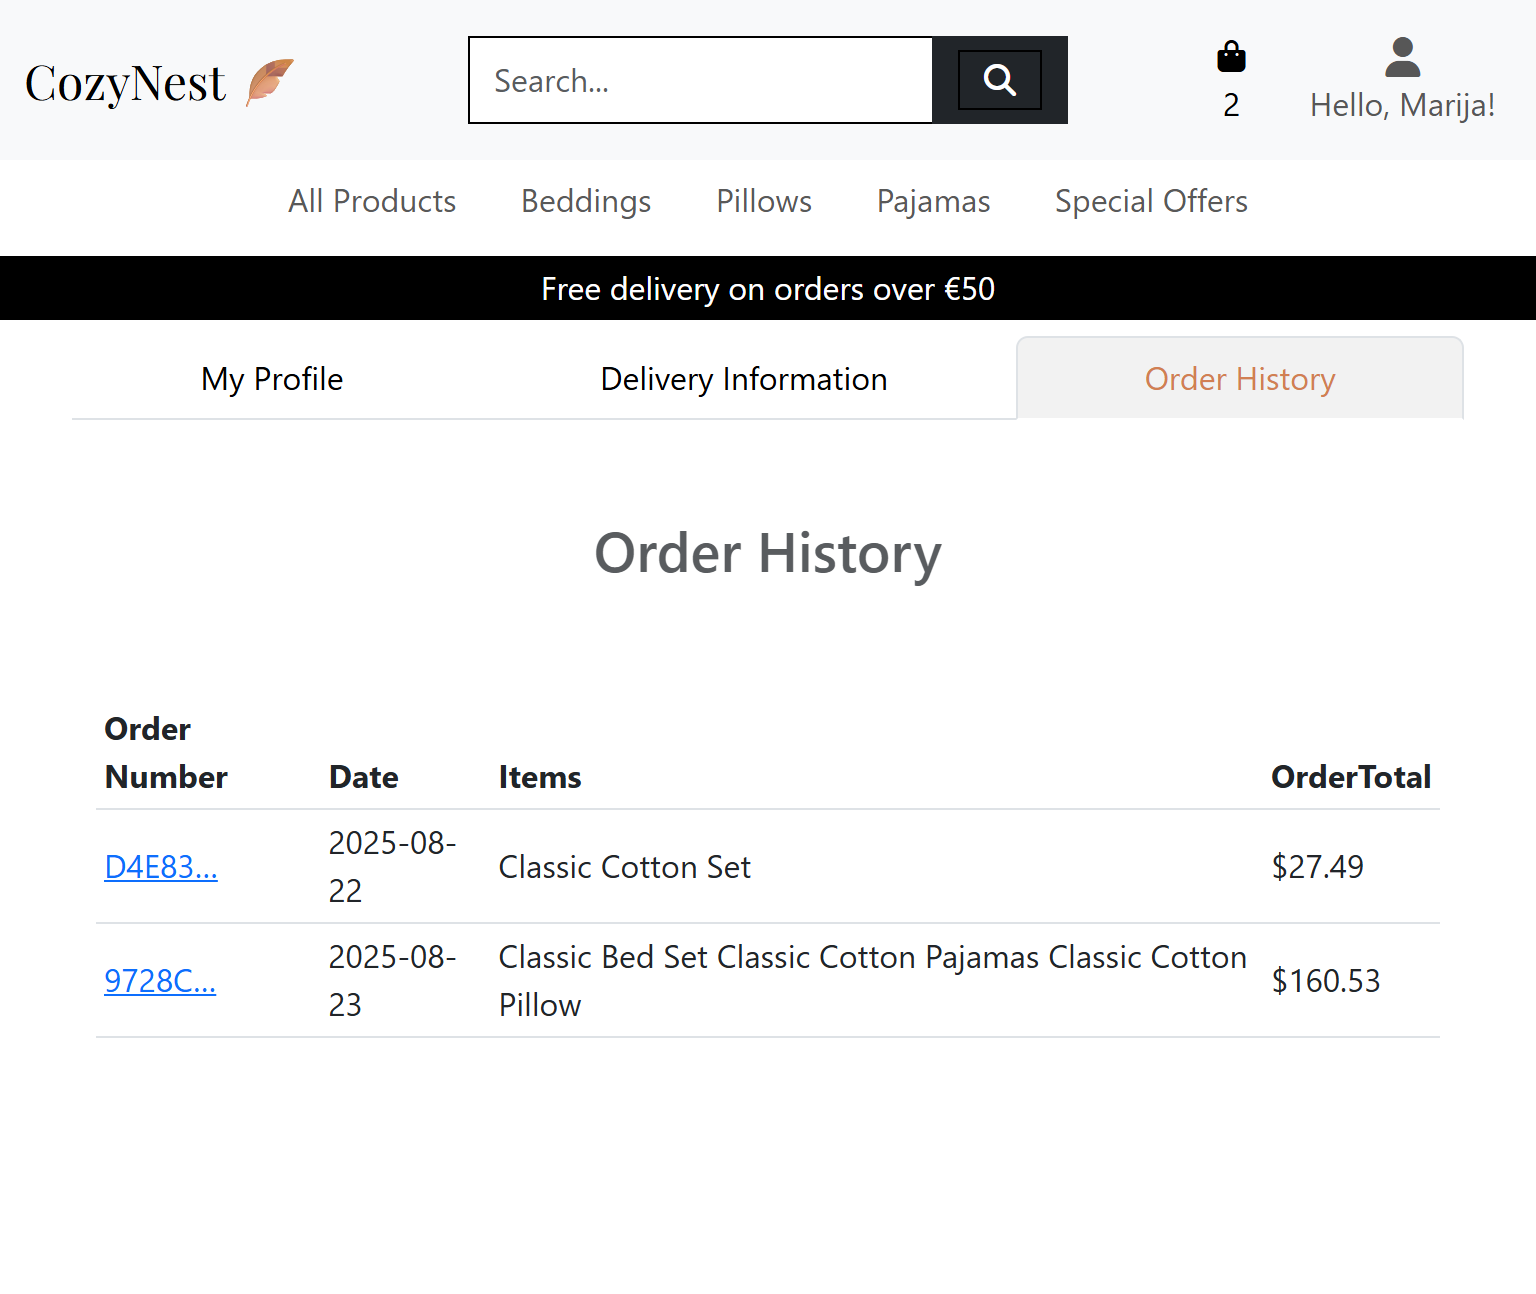 CozyNest
Search...
2
Hello, Marija!
All Products Beddings Pillows Pajamas Special Offers
Free delivery on orders over €50
My Profile Delivery Information Order History
Order History
Order
Number Date Items OrderTotal
D4E83... 2025-08-
22 Classic Cotton Set $27.49
9728C... 2025-08-
23 Classic Bed Set Classic Cotton Pajamas Classic Cotton
Pillow $160.53